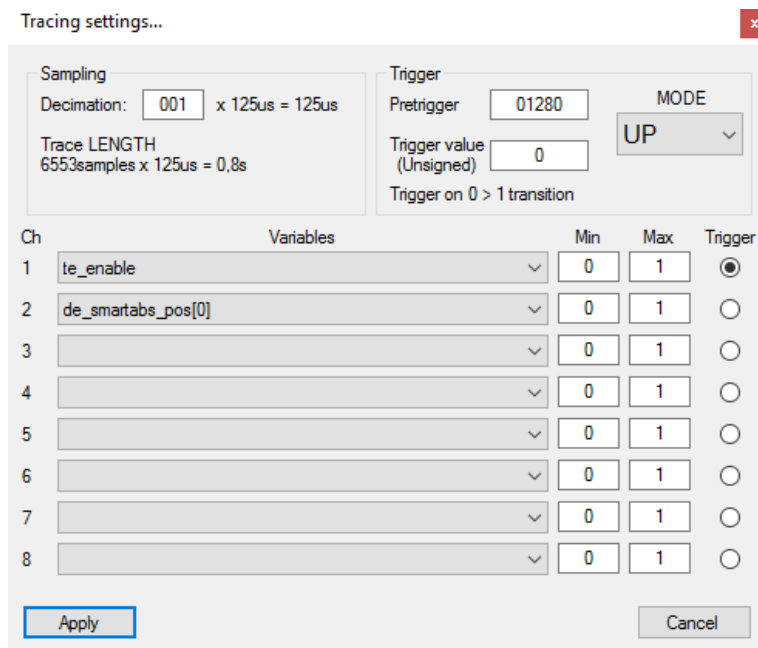 Tracing settings...
x
Sampling
Decimation: 001 x 125us = 125us
Trace LENGTH
6553samples x 125us = 0,8s
Trigger
Pretrigger 01280
MODE
UP
Trigger value
(Unsigned) 0
Trigger on 0 > 1 transition
Ch Variables Min Max Trigger
1 te_enable 0 1
2 de_smartabs_pos[0] 0 1
3 0 1
4 0 1
5 0 1
6 0 1
7 0 1
8 0 1
Apply Cancel